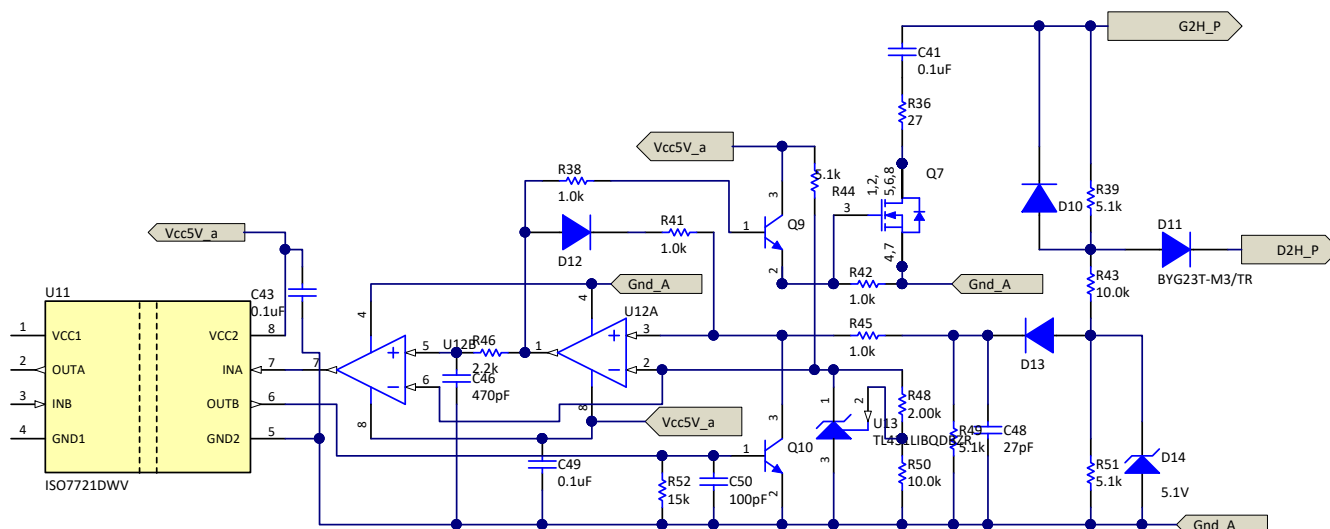 G2H_P
C41
0.1uF
R36
27
Vcc5V_a
R38
1.0k
5.1k
R44
1,2,
5,6,8
Q7
3
3
Q9
1
2
4,7
D10
R39
5.1k
D11
BYG23T-M3/TR
D2H_P
R41
1.0k
D12
Vcc5V_a
Gnd_A
R42
1.0k
Gnd_A
R43
10.0k
U11
C43
0.1uF
4
4
U12A
1
VCC1
VCC2
8
2
OUTA
INA
7
7
3
INB
OUTB
6
4
GND1
GND2
5
ISO7721DWV
U12B
5
6
8
R46
2.2k
C46
470pF
1
3
2
8
R45
1.0k
D13
Vcc5V_a
3
Q10
1
2
1
2
3
U13
TL431LIBQDBZR
R48
2.00k
R49
5.1k
C48
27pF
R50
10.0k
R51
5.1k
D14
5.1V
C49
0.1uF
R52
15k
C50
100pF
Gnd_A